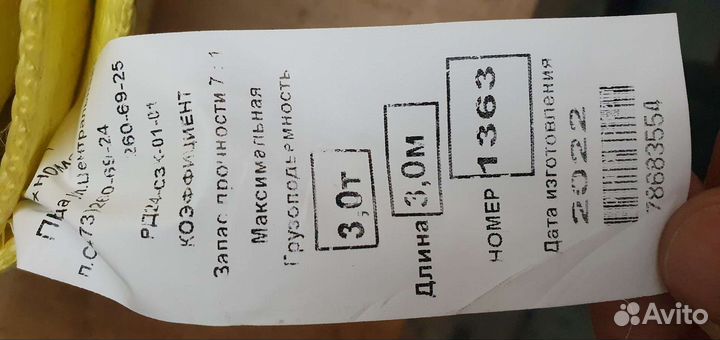 260-69-25
РД24-СЗК-01-01
КОЭФФИЦИЕНТ
Запас прочности 7 : 1
Максимальная
Грузоподъемность
3,0т
Длина 3,0м
НОМЕР 1363
Дата изготовления
2022
78683554
Avito